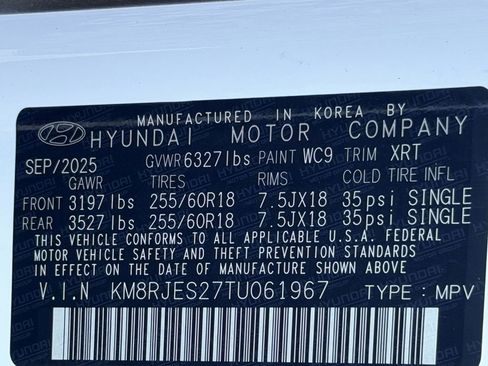 MANUFACTURED IN KOREA BY
HYUNDAI MOTOR COMPANY
SEP/2025 GVWR 6327lbs PAINT WC9 TRIM XRT
GAWR TIRES RIMS COLD TIRE INFL
FRONT 3197lbs 255/60R18 7.5JX18 35psi SINGLE
REAR 3527lbs 255/60R18 7.5JX18 35psi SINGLE
THIS VEHICLE CONFORMS TO ALL APPLICABLE U.S.A. FEDERAL
MOTOR VEHICLE SAFETY AND THEFT PREVENTION STANDARDS
IN EFFECT ON THE DATE OF MANUFACTURE SHOWN ABOVE.
V.I.N KM8RJES27TU061967 TYPE : MPV